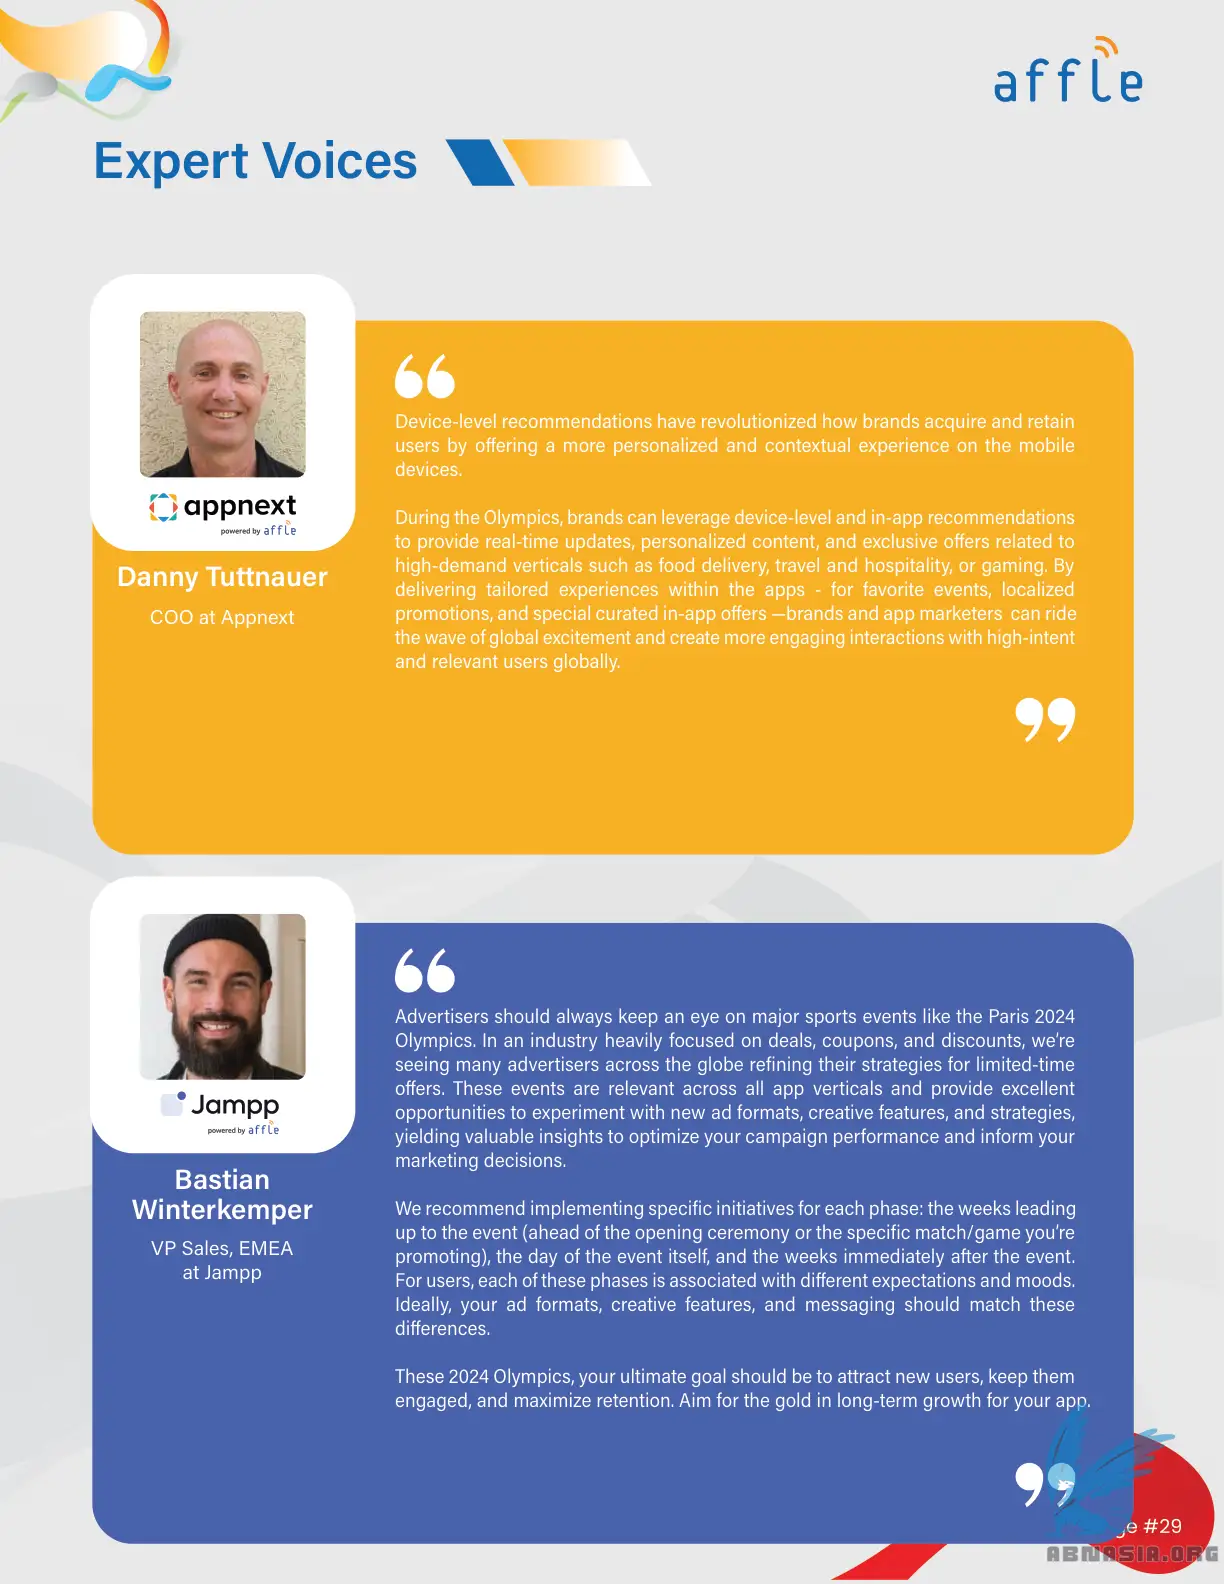 affle
Expert Voices
appnext
powered by affle
Danny Tuttnauer
COO at Appnext
Device-level recommendations have revolutionized how brands acquire and retain
users by offering a more personalized and contextual experience on the mobile
devices.
During the Olympics, brands can leverage device-level and in-app recommendations
to provide real-time updates, personalized content, and exclusive offers related to
high-demand verticals such as food delivery, travel and hospitality, or gaming. By
delivering tailored experiences within the apps - for favorite events, localized
promotions, and special curated in-app offers —brands and app marketers can ride
the wave of global excitement and create more engaging interactions with high-intent
and relevant users globally.
Jampp
powered by affle
Bastian
Winterkemper
VP Sales, EMEA
at Jampp
Advertisers should always keep an eye on major sports events like the Paris 2024
Olympics. In an industry heavily focused on deals, coupons, and discounts, we're
seeing many advertisers across the globe refining their strategies for limited-time
offers. These events are relevant across all app verticals and provide excellent
opportunities to experiment with new ad formats, creative features, and strategies,
yielding valuable insights to optimize your campaign performance and inform your
marketing decisions.
We recommend implementing specific initiatives for each phase: the weeks leading
up to the event (ahead of the opening ceremony or the specific match/game you're
promoting), the day of the event itself, and the weeks immediately after the event.
For users, each of these phases is associated with different expectations and moods.
Ideally, your ad formats, creative features, and messaging should match these
differences.
These 2024 Olympics, your ultimate goal should be to attract new users, keep them
engaged, and maximize retention. Aim for the gold in long-term growth for your app.
#29
ABNASIA.ORG